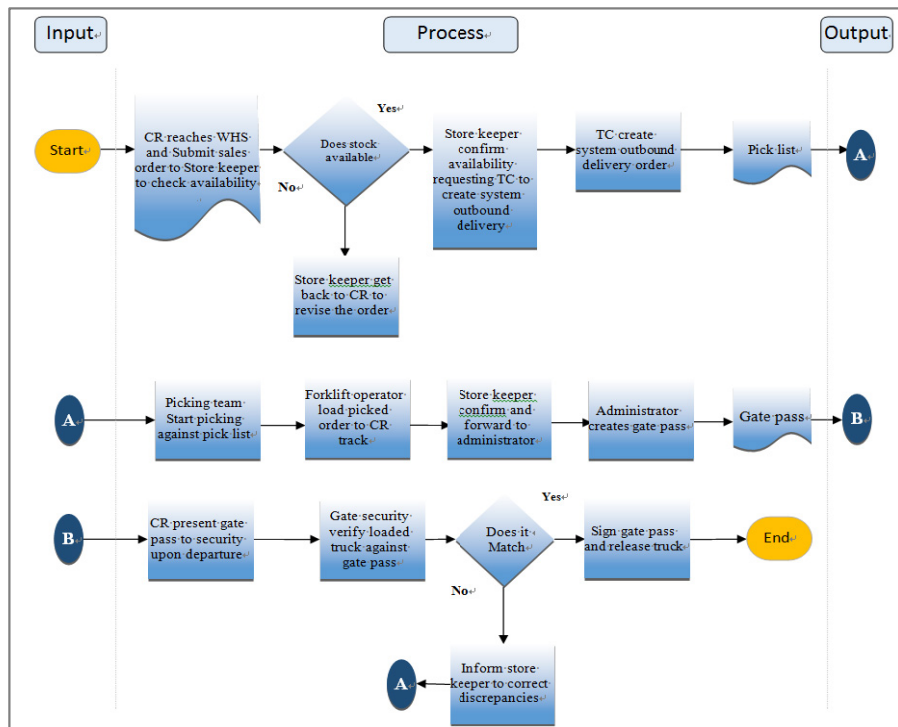 Input
Process
Output
Start
CR reaches WHS
and Submit sales
order to Store keeper
to check availability
Does stock
available
Yes
No
Store keeper
confirm
availability
requesting TC to
create system
outbound
delivery
TC create
system outbound
delivery order
Pick list
A
Store keeper get
back to CR to
revise the order
A
Picking team
Start picking
against pick list
Forklift operator
load picked
order to CR
track
Store keeper
confirm and
forward to
administrator
Administrator
creates gate pass
Gate pass
B
B
CR present gate
pass to security
upon departure
Gate security
verify loaded
truck against
gate pass
Does it
Match
Yes
No
Sign gate pass
and release truck
End
Inform store
keeper to correct
discrepancies
A